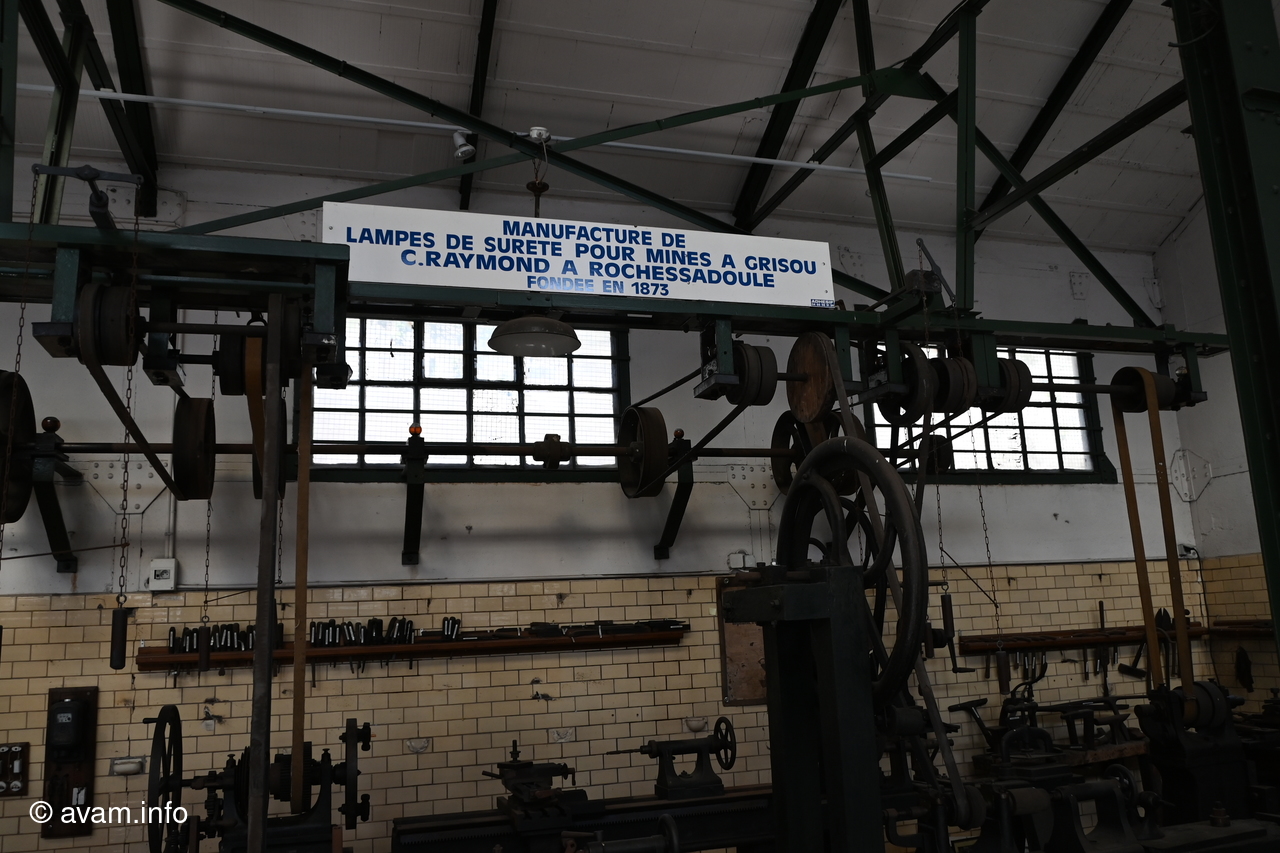 MANUFACTURE DE
LAMPES DE SURETE POUR MINES A GRISOU
C.RAYMOND A ROCHESSADOULE
FONDEE EN 1873
© avam.info